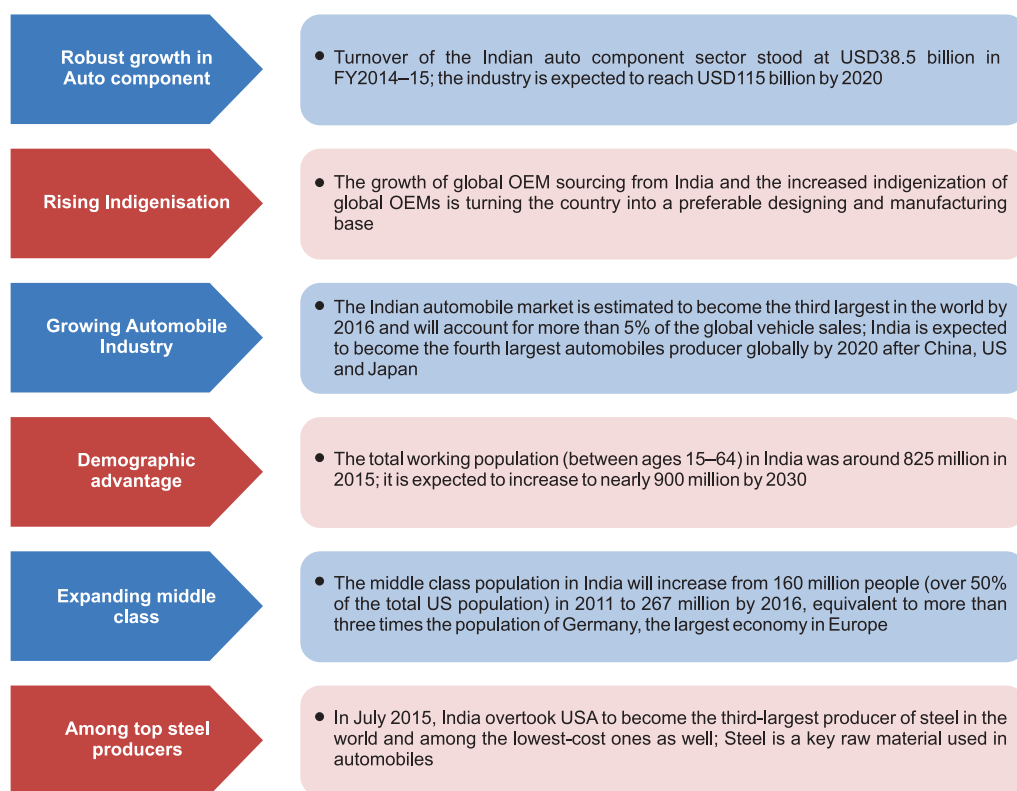 Robust growth in
Auto component
● Turnover of the Indian auto component sector stood at USD38.5 billion in
FY2014–15; the industry is expected to reach USD115 billion by 2020
Rising Indigenisation
● The growth of global OEM sourcing from India and the increased indigenization of
global OEMs is turning the country into a preferable designing and manufacturing
base
Growing Automobile
Industry
● The Indian automobile market is estimated to become the third largest in the world by
2016 and will account for more than 5% of the global vehicle sales; India is expected
to become the fourth largest automobiles producer globally by 2020 after China, US
and Japan
Demographic
advantage
● The total working population (between ages 15–64) in India was around 825 million in
2015; it is expected to increase to nearly 900 million by 2030
Expanding middle
class
● The middle class population in India will increase from 160 million people (over 50%
of the total US population) in 2011 to 267 million by 2016, equivalent to more than
three times the population of Germany, the largest economy in Europe
Among top steel
producers
● In July 2015, India overtook USA to become the third-largest producer of steel in the
world and among the lowest-cost ones as well; Steel is a key raw material used in
automobiles